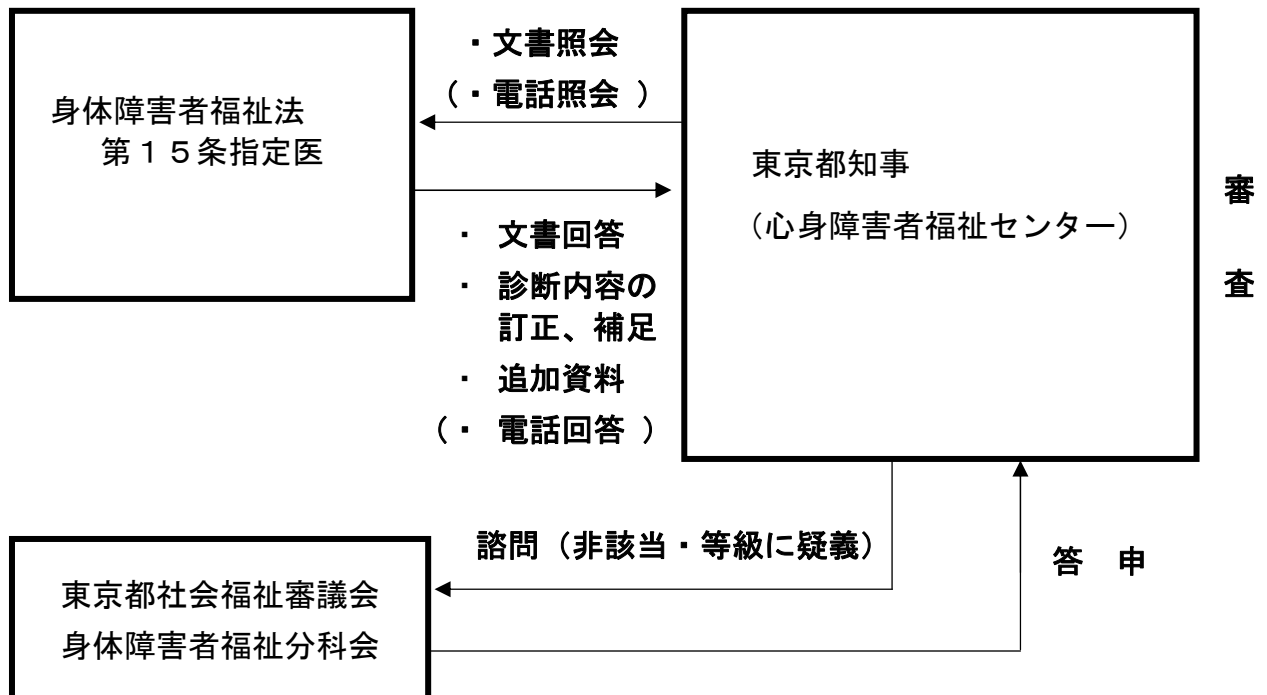 ・文書照会
(・電話照会 )
身体障害者福祉法
第15条指定医
東京都知事
(心身障害者福祉センター)
審
査
・ 文書回答
・ 診断内容の
訂正、補足
・ 追加資料
(・ 電話回答 )
諮問(非該当・等級に疑義)
答 申
東京都社会福祉審議会
身体障害者福祉分科会